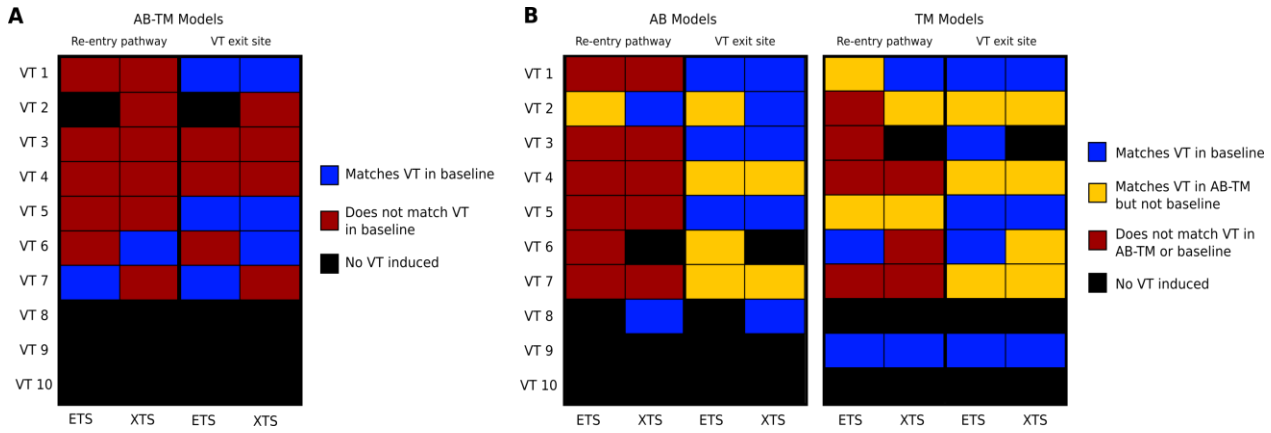 A
AB-TM Models
Re-entry pathway VT exit site
VT 1
VT 2
VT 3
VT 4
VT 5
VT 6
VT 7
VT 8
VT 9
VT 10
ETS XTS ETS XTS
Matches VT in baseline
Does not match VT
in baseline
No VT induced
B
AB Models TM Models
Re-entry pathway VT exit site Re-entry pathway VT exit site
VT 1
VT 2
VT 3
VT 4
VT 5
VT 6
VT 7
VT 8
VT 9
VT 10
ETS XTS ETS XTS ETS XTS ETS XTS
Matches VT in baseline
Matches VT in AB-TM
but not baseline
Does not match VT in
AB-TM or baseline
No VT induced